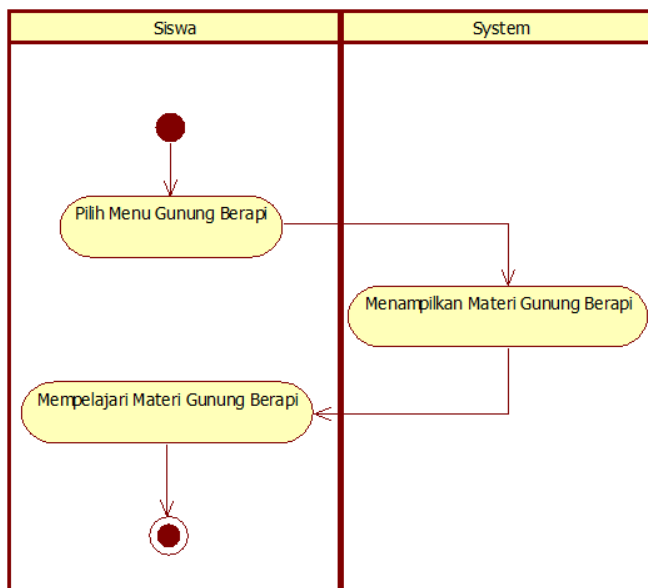 Siswa
System
Pilih Menu Gunung Berapi
Menampilkan Materi Gunung Berapi
Mempelajari Materi Gunung Berapi